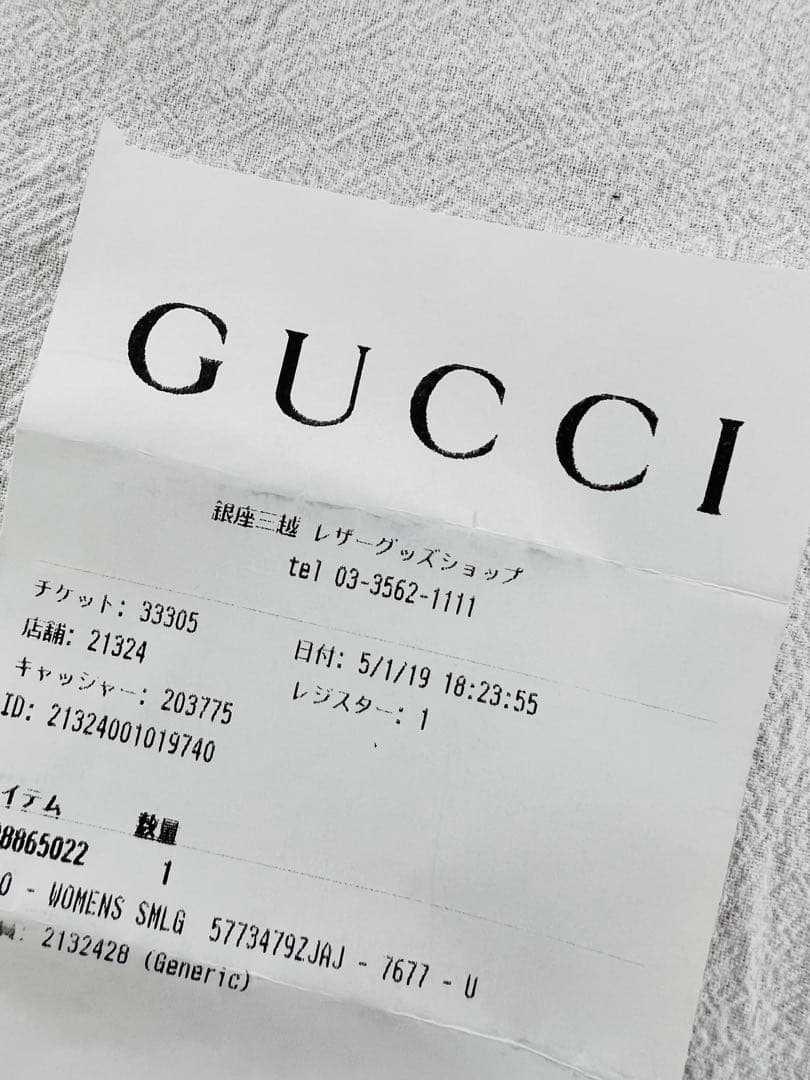 GUCCI
銀座三越 レザーグッズショップ
tel 03-3562-1111
チケット: 33305
店舗: 21324 日付: 5/1/19 18:23:55
キャッシャー: 203775 レジスター: 1
ID: 21324001019740
イテム 数量
8865022 1
O - WOMENS SMLG 5773479ZJAJ - 7677 - U
2132428 (Generic)